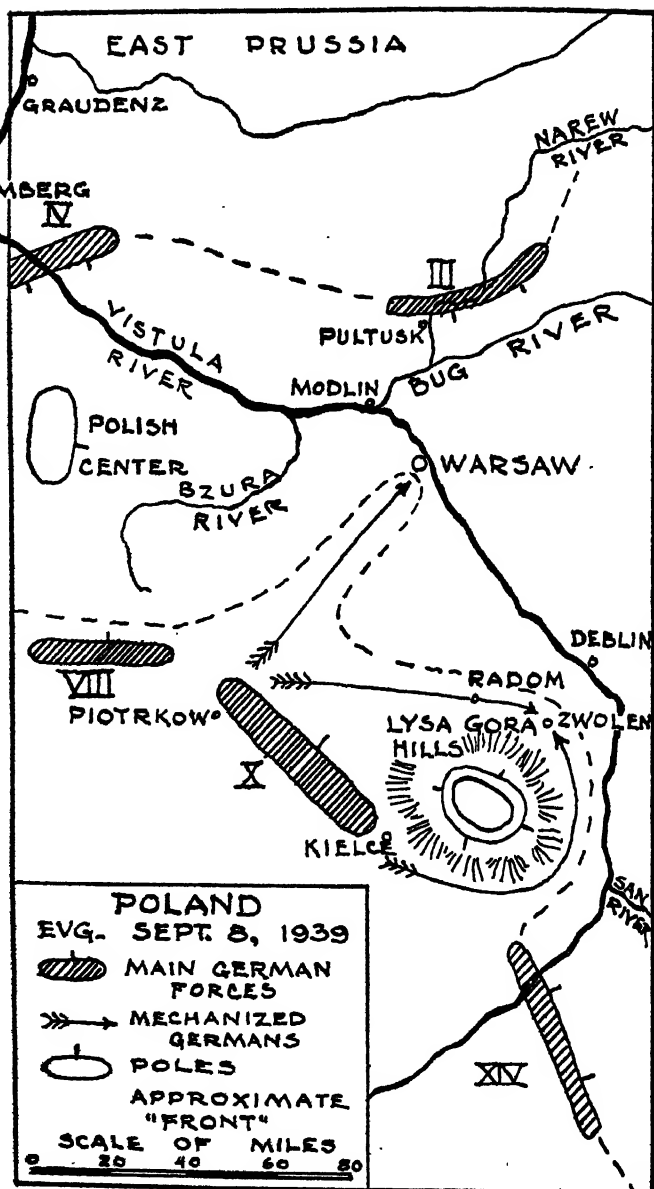 EAST PRUSSIA
GRAUDENZ
NAREW
RIVER
MBERG
IV
III
VISTULA
RIVER
PULTUSK
BUG RIVER
MODLIN
POLISH
CENTER
WARSAW
BZURA
RIVER
DEBLIN
VIII
RADOM
PIOTRKOW
LYSA GORA
HILLS
ZWOLEN
X
KIELCE
SAN
RIVER
XIV
POLAND
EVG. SEPT. 8, 1939
MAIN GERMAN
FORCES
MECHANIZED
GERMANS
POLES
APPROXIMATE
"FRONT"
SCALE OF MILES
0 20 40 60 80